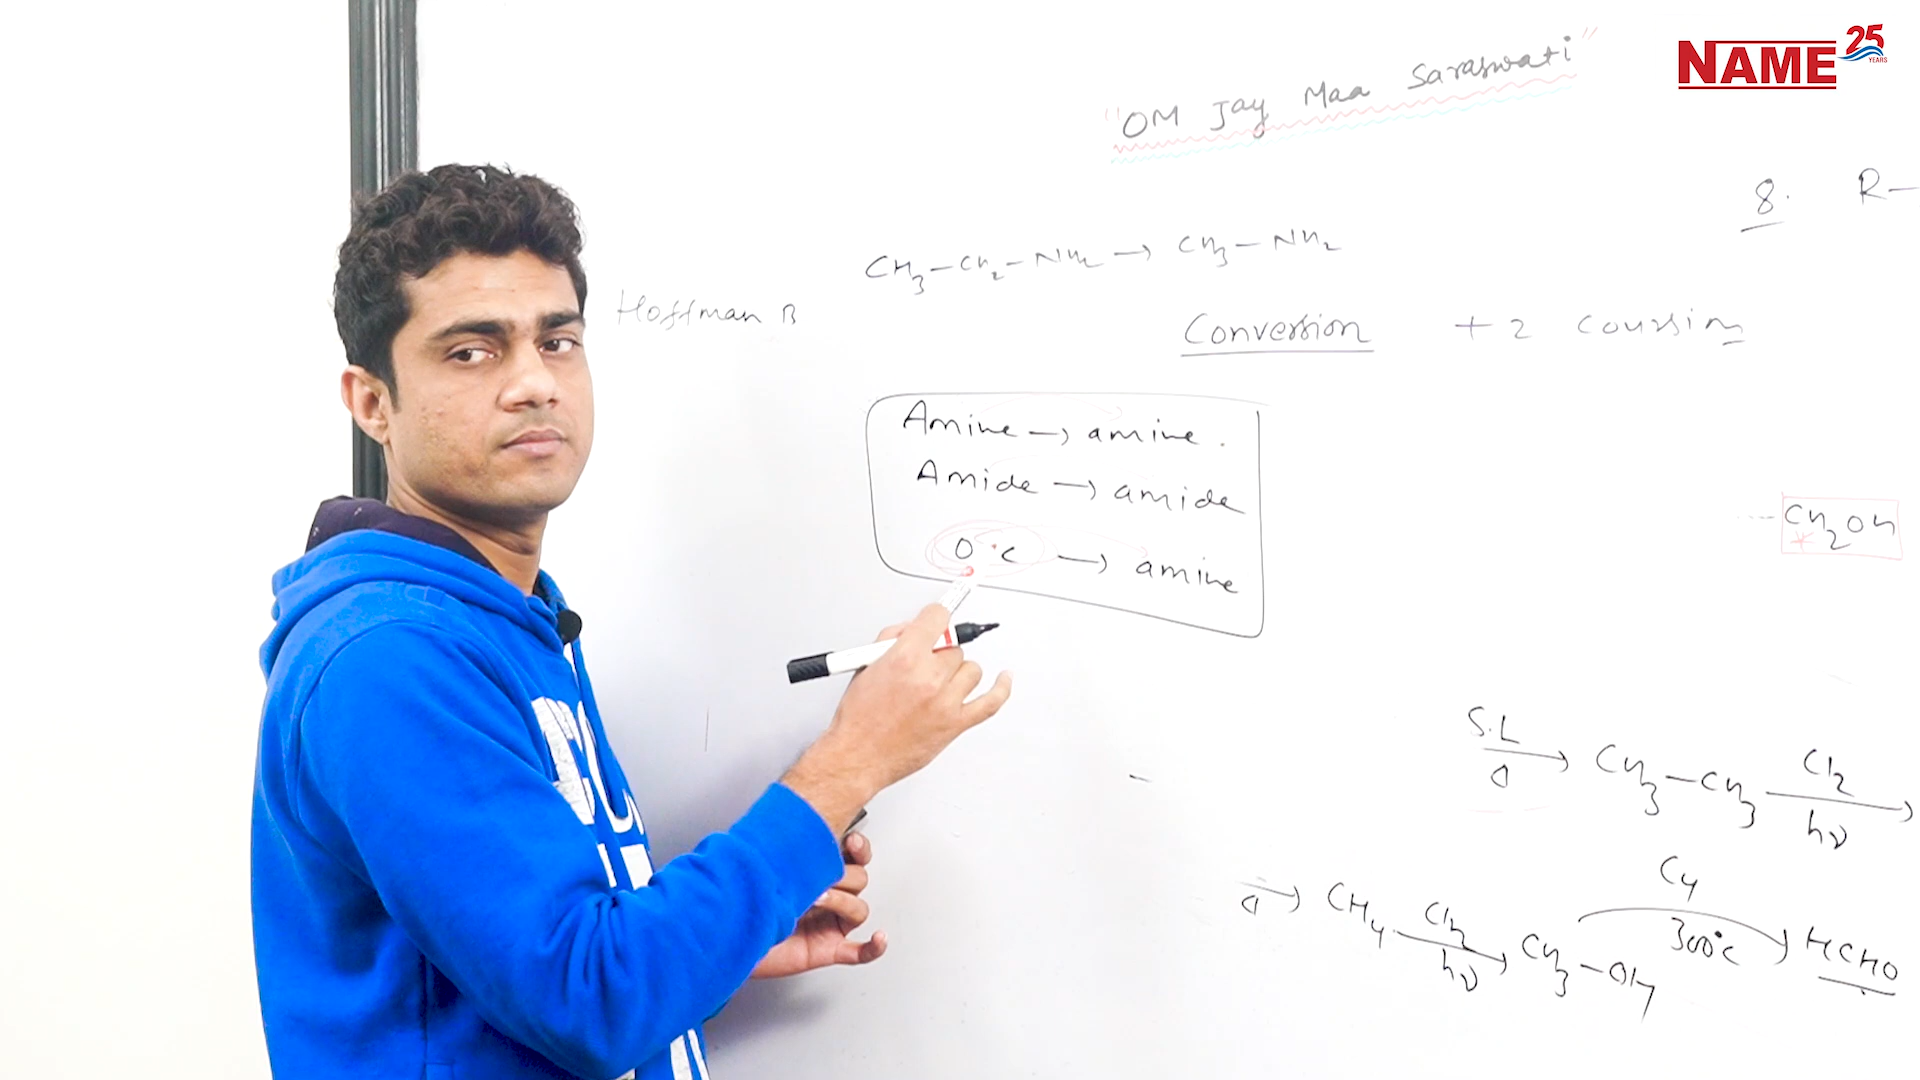 NAME 25 YEARS
"OM Jay Maa Saraswati"
8. R-
CH3-CH2-NH2 → CH3-NH2
Hoffman B
Conversion + 2
Amine → amine.
Amide → amide
0°C → amine
CH2OH
*
S.L
Δ → CH3-CH3 Cl2 hν →
Δ → CH4 Cl2 hν → CH3-OH Cu 300°C → HCHO